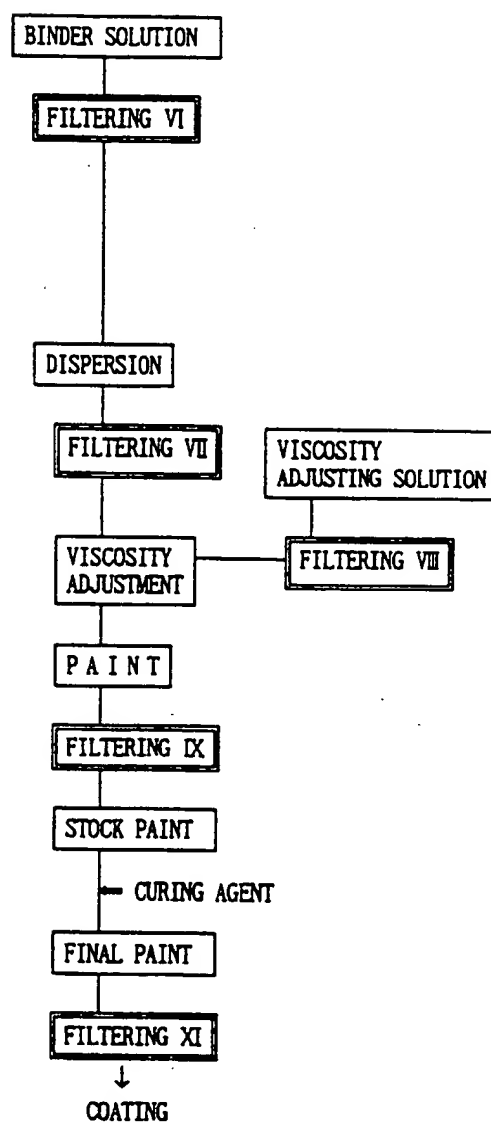 BINDER SOLUTION
FILTERING VI
DISPERSION
FILTERING VII
VISCOSITY
ADJUSTING SOLUTION
VISCOSITY
ADJUSTMENT
FILTERING VIII
P A I N T
FILTERING IX
STOCK PAINT
CURING AGENT
FINAL PAINT
FILTERING XI
COATING